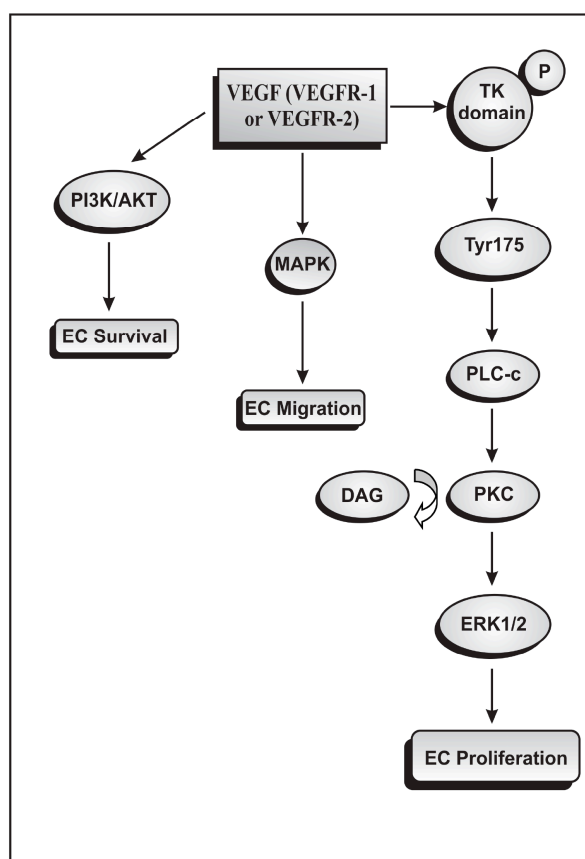 VEGF (VEGFR-1
or VEGFR-2)
P
TK
domain
PI3K/AKT
MAPK
Tyr175
EC Survival
PLC-c
EC Migration
DAG
PKC
ERK1/2
EC Proliferation